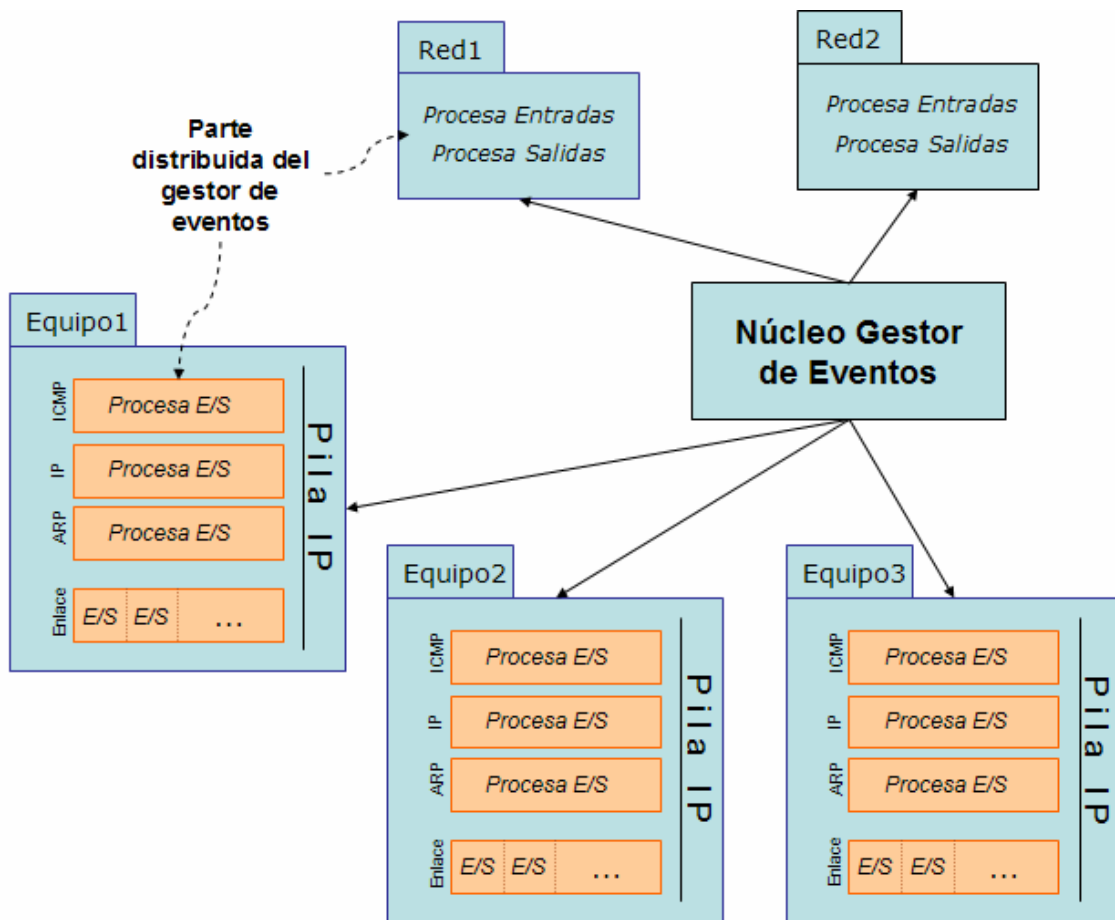 Red1
Procesa Entradas
Procesa Salidas
Red2
Procesa Entradas
Procesa Salidas
Parte
distribuida del
gestor de
eventos
Núcleo Gestor
de Eventos
Equipo1
ICMP
Procesa E/S
IP
Procesa E/S
ARP
Procesa E/S
Enlace
E/S E/S ...
Pila IP
Equipo2
ICMP
Procesa E/S
IP
Procesa E/S
ARP
Procesa E/S
Enlace
E/S E/S ...
Pila IP
Equipo3
ICMP
Procesa E/S
IP
Procesa E/S
ARP
Procesa E/S
Enlace
E/S E/S ...
Pila IP